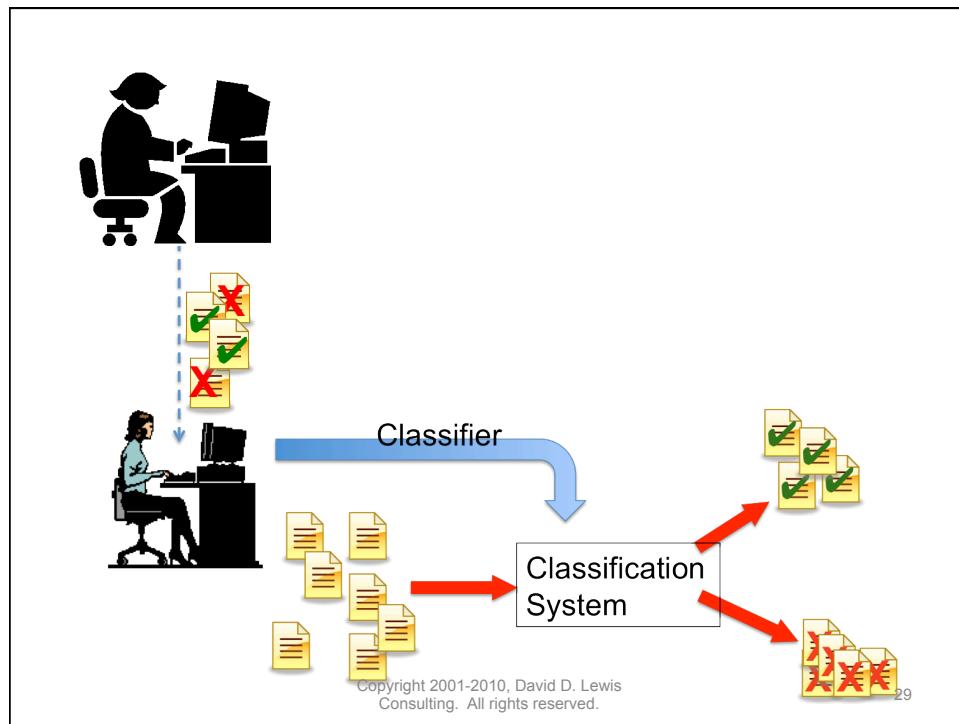 Classifier
Classification
System
Copyright 2001-2010, David D. Lewis
Consulting.  All rights reserved.
29